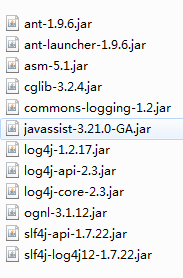 ant-1.9.6.jar
ant-launcher-1.9.6.jar
asm-5.1.jar
cglib-3.2.4.jar
commons-logging-1.2.jar
javassist-3.21.0-GA.jar
log4j-1.2.17.jar
log4j-api-2.3.jar
log4j-core-2.3.jar
ognl-3.1.12.jar
slf4j-api-1.7.22.jar
slf4j-log4j12-1.7.22.jar